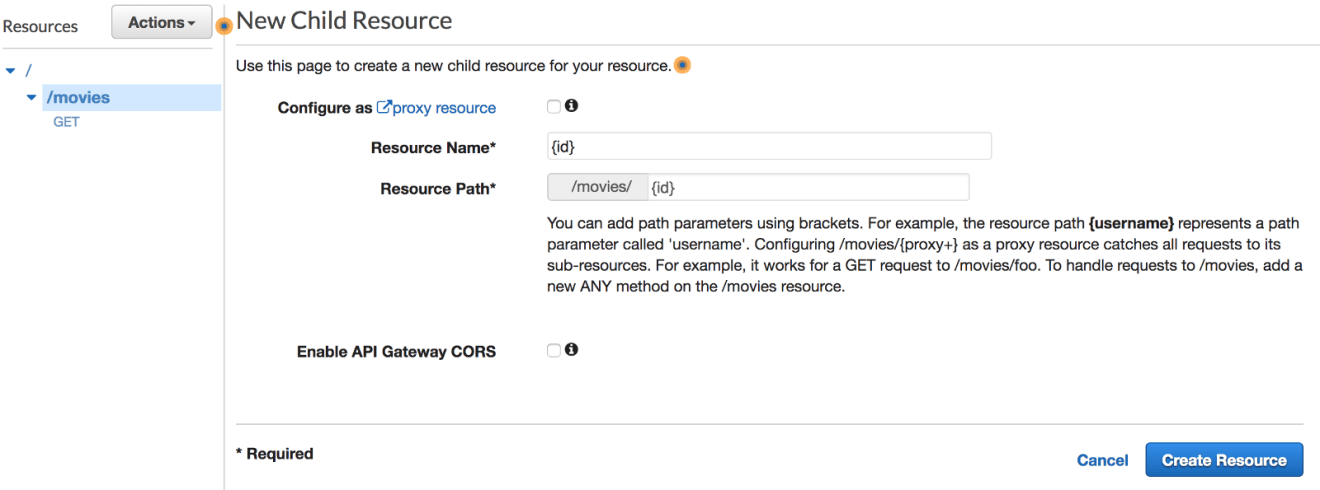 Resources
Actions
/
/movies
GET
New Child Resource
Use this page to create a new child resource for your resource.
Configure as proxy resource
Resource Name* {id}
Resource Path* /movies/ {id}
You can add path parameters using brackets. For example, the resource path {username} represents a path
parameter called 'username'. Configuring /movies/{proxy+} as a proxy resource catches all requests to its
sub-resources. For example, it works for a GET request to /movies/foo. To handle requests to /movies, add a
new ANY method on the /movies resource.
Enable API Gateway CORS
* Required
Cancel Create Resource